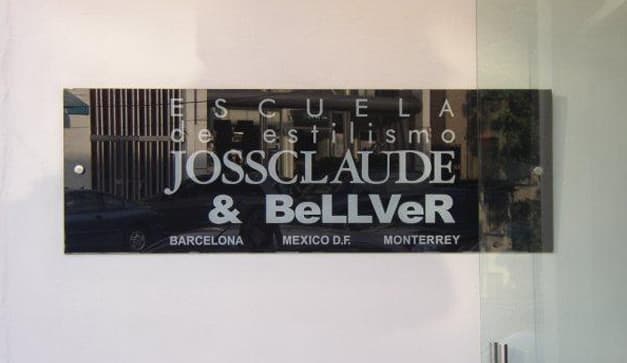 ESCUELA
de estilismo
JOSSCLAUDE
& BeLLVeR
BARCELONA MEXICO D.F. MONTERREY